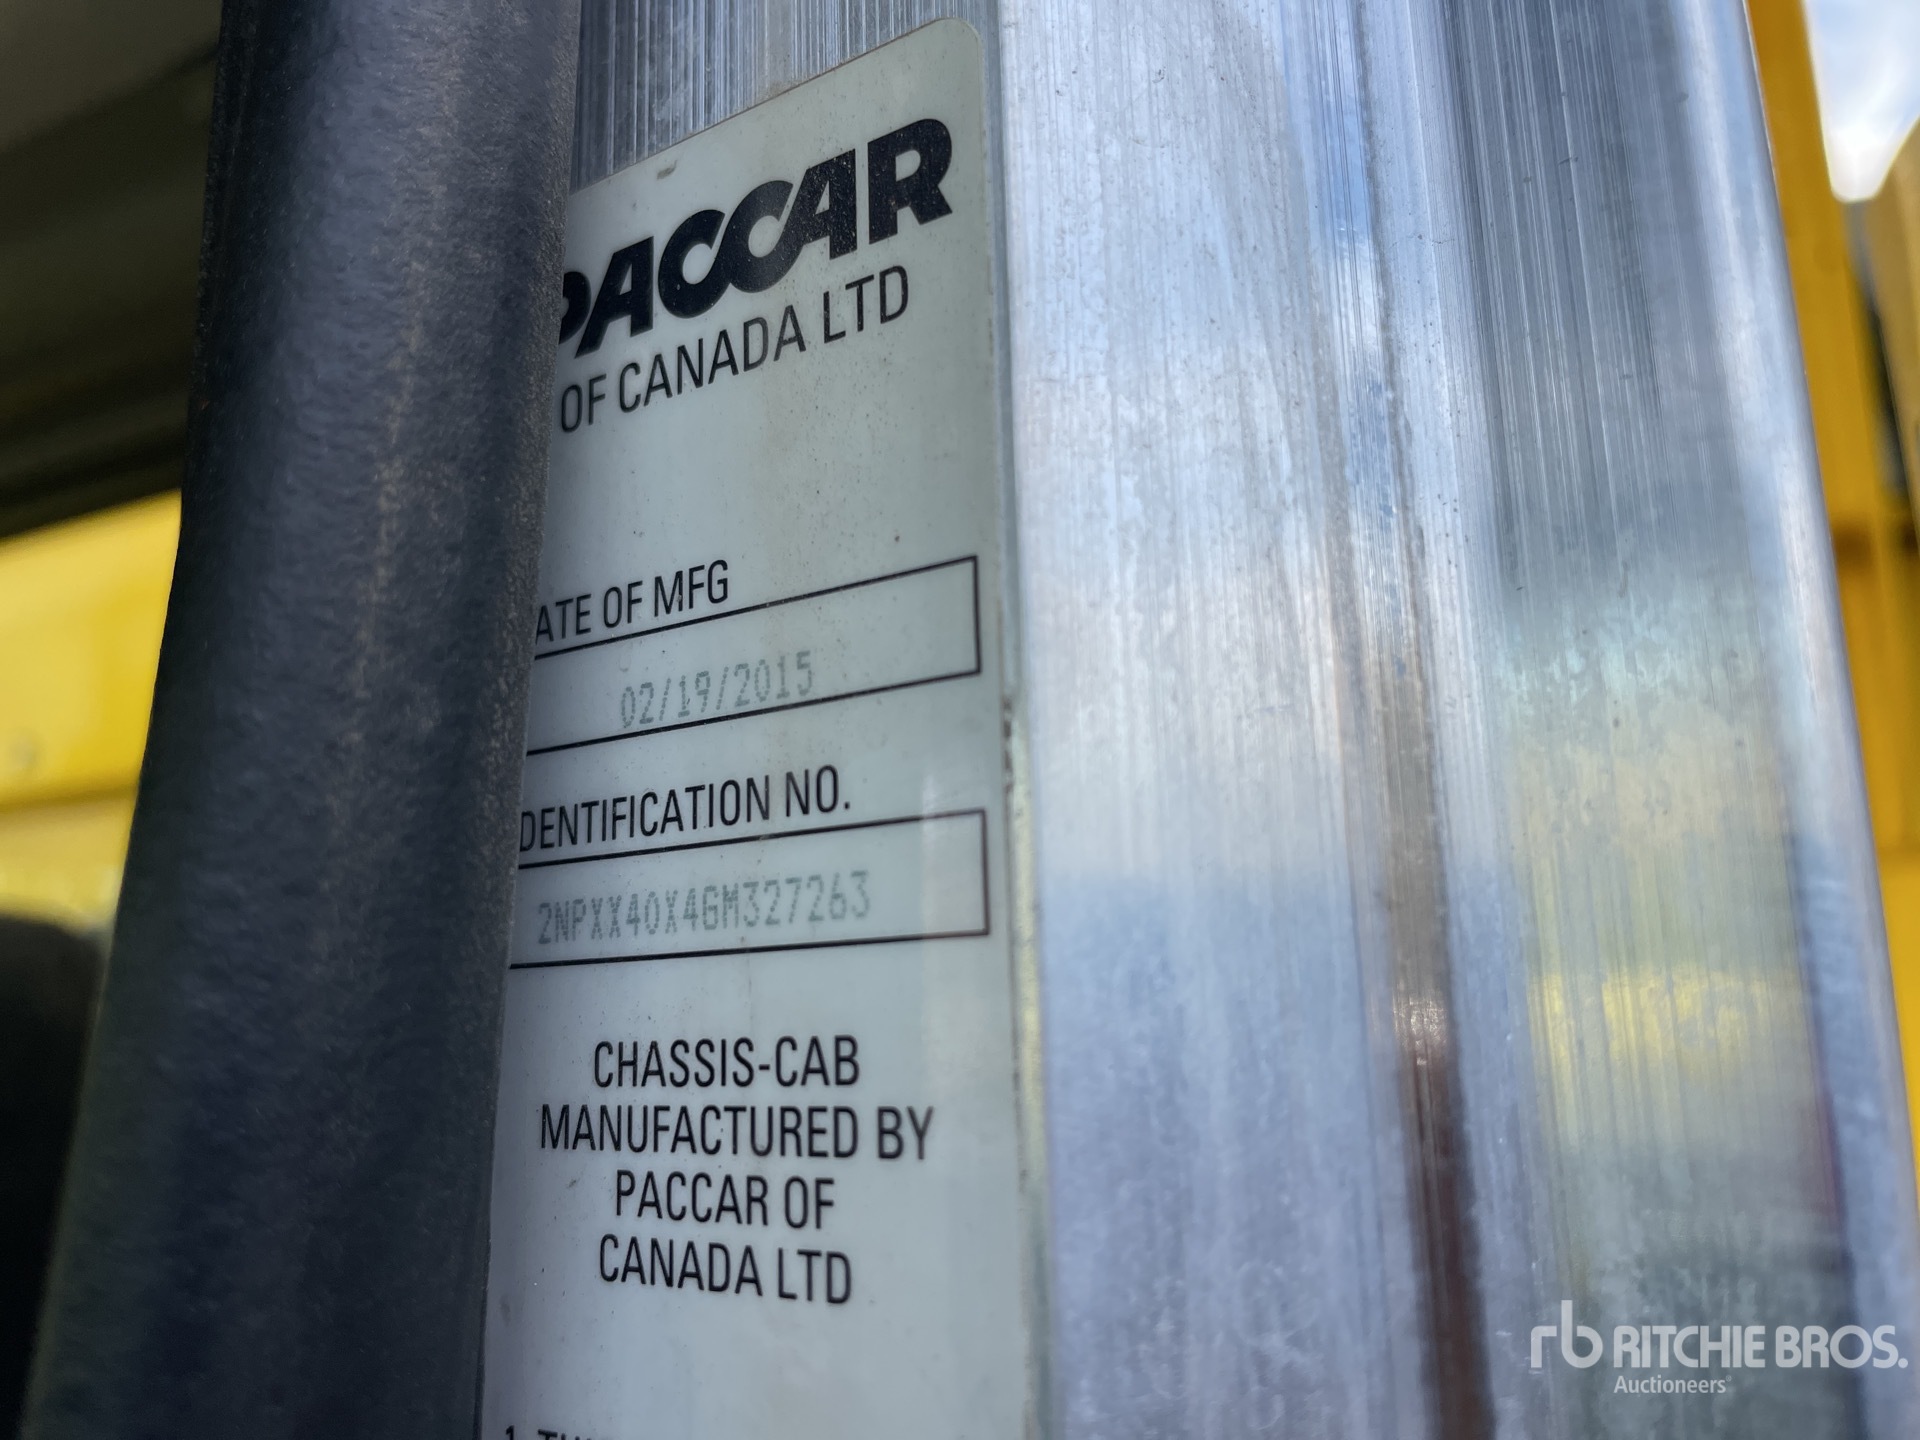 PACCAR
OF CANADA LTD
ATE OF MFG
02/19/2015
DENTIFICATION NO.
2NPXX40X4GM327263
CHASSIS-CAB
MANUFACTURED BY
PACCAR OF
CANADA LTD
rb RITCHIE BROS.
Auctioneers